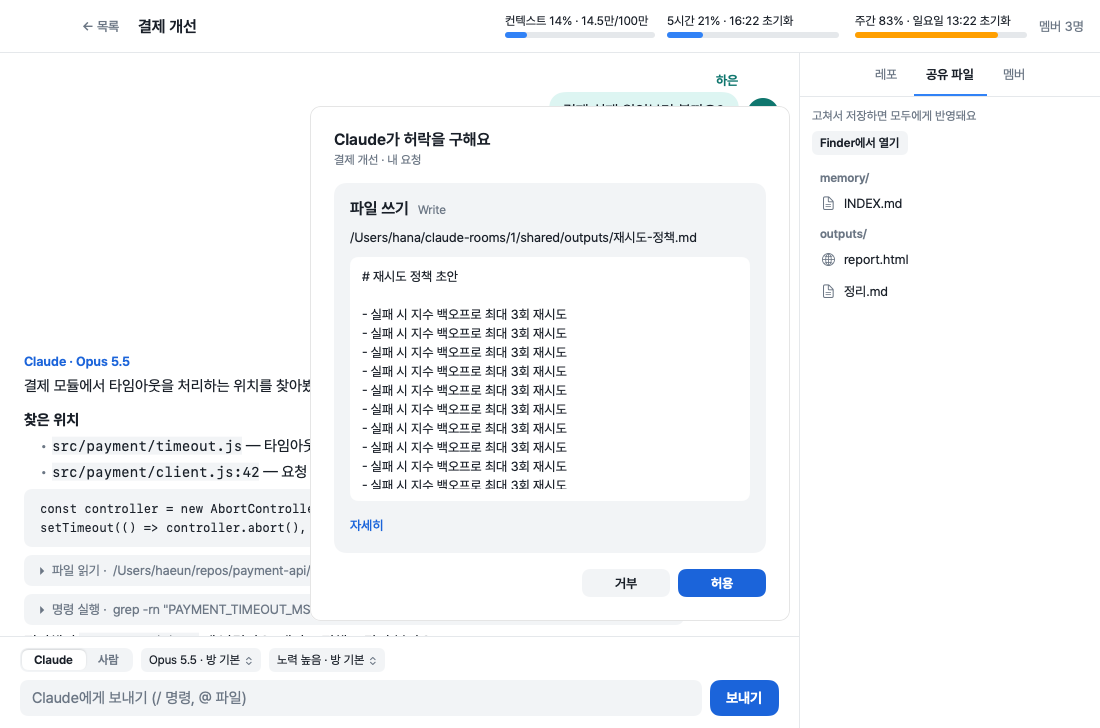 ← 목록
결제 개선
컨텍스트 14% · 14.5만/100만
5시간 21% · 16:22 초기화
주간 83% · 일요일 13:22 초기화
멤버 3명
레포
공유 파일
멤버
고쳐서 저장하면 모두에게 반영돼요
Finder에서 열기
memory/
INDEX.md
outputs/
report.html
정리.md
하은
Claude가 허락을 구해요
결제 개선 · 내 요청
파일 쓰기 Write
/Users/hana/claude-rooms/1/shared/outputs/재시도-정책.md
# 재시도 정책 초안
- 실패 시 지수 백오프로 최대 3회 재시도
- 실패 시 지수 백오프로 최대 3회 재시도
- 실패 시 지수 백오프로 최대 3회 재시도
- 실패 시 지수 백오프로 최대 3회 재시도
- 실패 시 지수 백오프로 최대 3회 재시도
- 실패 시 지수 백오프로 최대 3회 재시도
- 실패 시 지수 백오프로 최대 3회 재시도
- 실패 시 지수 백오프로 최대 3회 재시도
- 실패 시 지수 백오프로 최대 3회 재시도
- 실패 시 지수 백오프로 최대 3회 재시도
자세히
거부
허용
Claude · Opus 5.5
결제 모듈에서 타임아웃을 처리하는 위치를 찾아봤
찾은 위치
• src/payment/timeout.js — 타임아웃
• src/payment/client.js:42 — 요청
const controller = new AbortControlle
setTimeout(() => controller.abort(),
파일 읽기 · /Users/haeun/repos/payment-api/
명령 실행 · grep -rn "PAYMENT_TIMEOUT_MS
Claude
사람
Opus 5.5 · 방 기본
노력 높음 · 방 기본
Claude에게 보내기 (/ 명령, @ 파일)
보내기